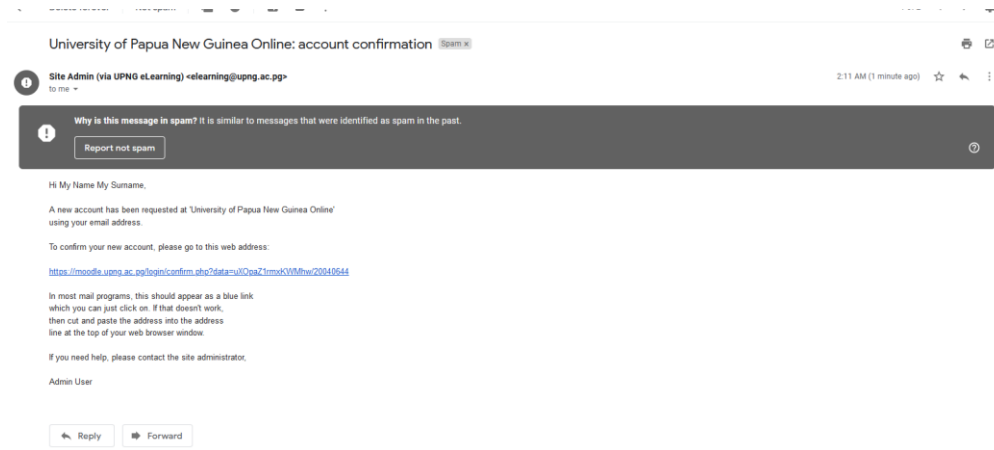 University of Papua New Guinea Online: account confirmation Spam x
Site Admin (via UPNG eLearning) <elearning@upng.ac.pg>
2:11 AM (1 minute ago)
to me
Why is this message in spam? It is similar to messages that were identified as spam in the past.
Report not spam
Hi My Name My Surname,
A new account has been requested at 'University of Papua New Guinea Online'
using your email address.
To confirm your new account, please go to this web address:
https://moodle.upng.ac.pg/login/confirm.php?data=uXOpaZ1rmxKWMhw/20040644
In most mail programs, this should appear as a blue link
which you can just click on. If that doesn't work,
then cut and paste the address into the address
line at the top of your web browser window.
If you need help, please contact the site administrator,
Admin User
Reply
Forward